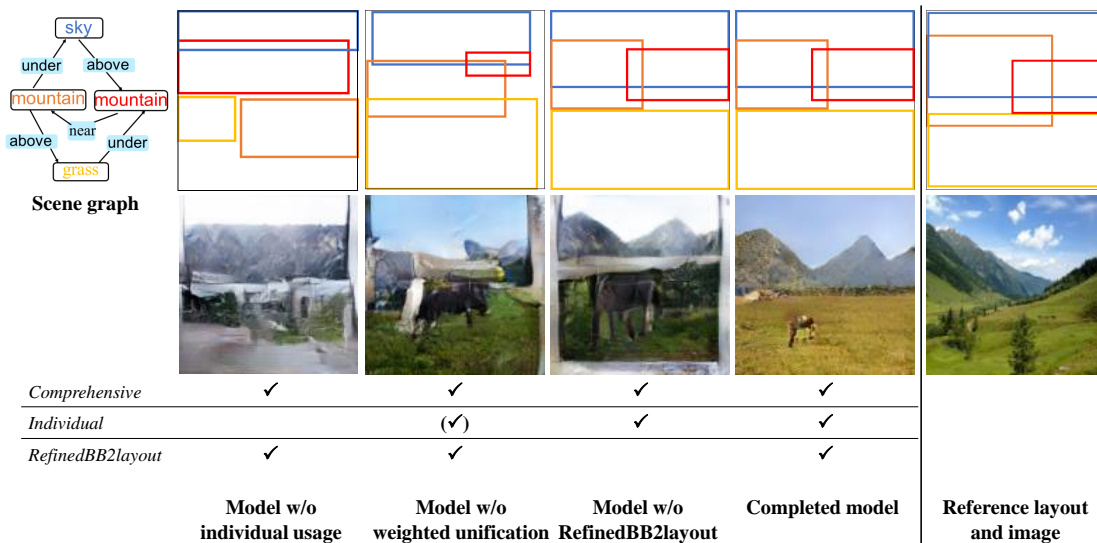 sky
under
above
mountain
mountain
near
above
under
grass
Scene graph
Comprehensive ✓ ✓ ✓ ✓
Individual (✓) ✓ ✓
RefinedBB2layout ✓ ✓ ✓
Model w/o
individual usage
Model w/o
weighted unification
Model w/o
RefinedBB2layout
Completed model
Reference layout
and image